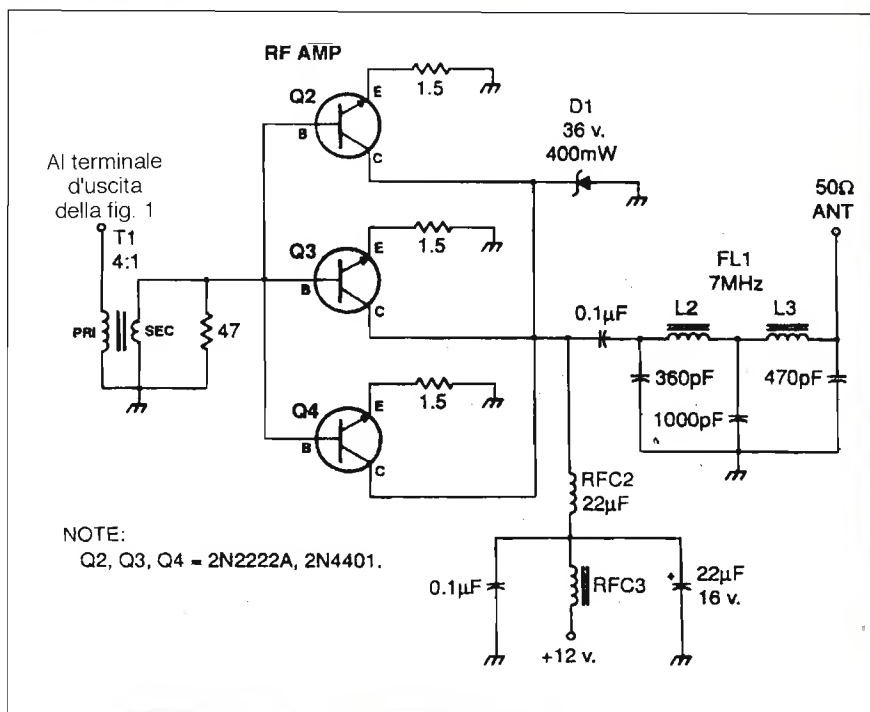 RF AMP
Q2
B
E
C
1.5
D1
36 v.
400mW
Al terminale
d'uscita
della fig. 1
T1
4:1
PRI
SEC
47
Q3
B
E
C
1.5
Q4
B
E
C
1.5
50Ω
ANT
FL1
7MHz
0.1µF
L2
L3
360pF
1000pF
470pF
RFC2
22µF
0.1µF
RFC3
22µF
16 v.
+
+12 v.
NOTE:
Q2, Q3, Q4 = 2N2222A, 2N4401.